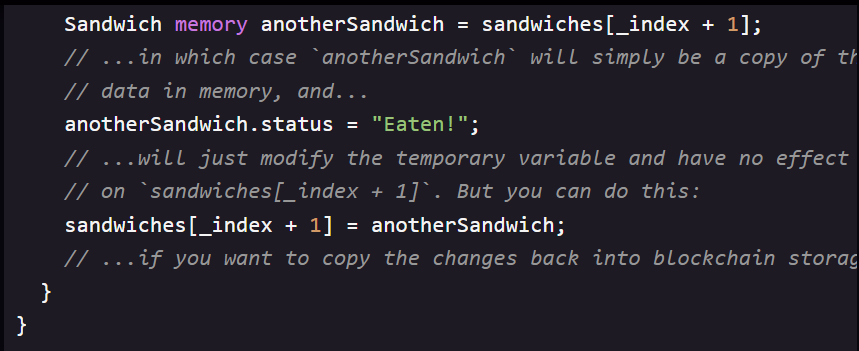 Sandwich memory anotherSandwich = sandwiches[_index + 1];
// ...in which case `anotherSandwich` will simply be a copy of th
// data in memory, and...
anotherSandwich.status = "Eaten!";
// ...will just modify the temporary variable and have no effect
// on `sandwiches[_index + 1]`. But you can do this:
sandwiches[_index + 1] = anotherSandwich;
// ...if you want to copy the changes back into blockchain storag
}
}